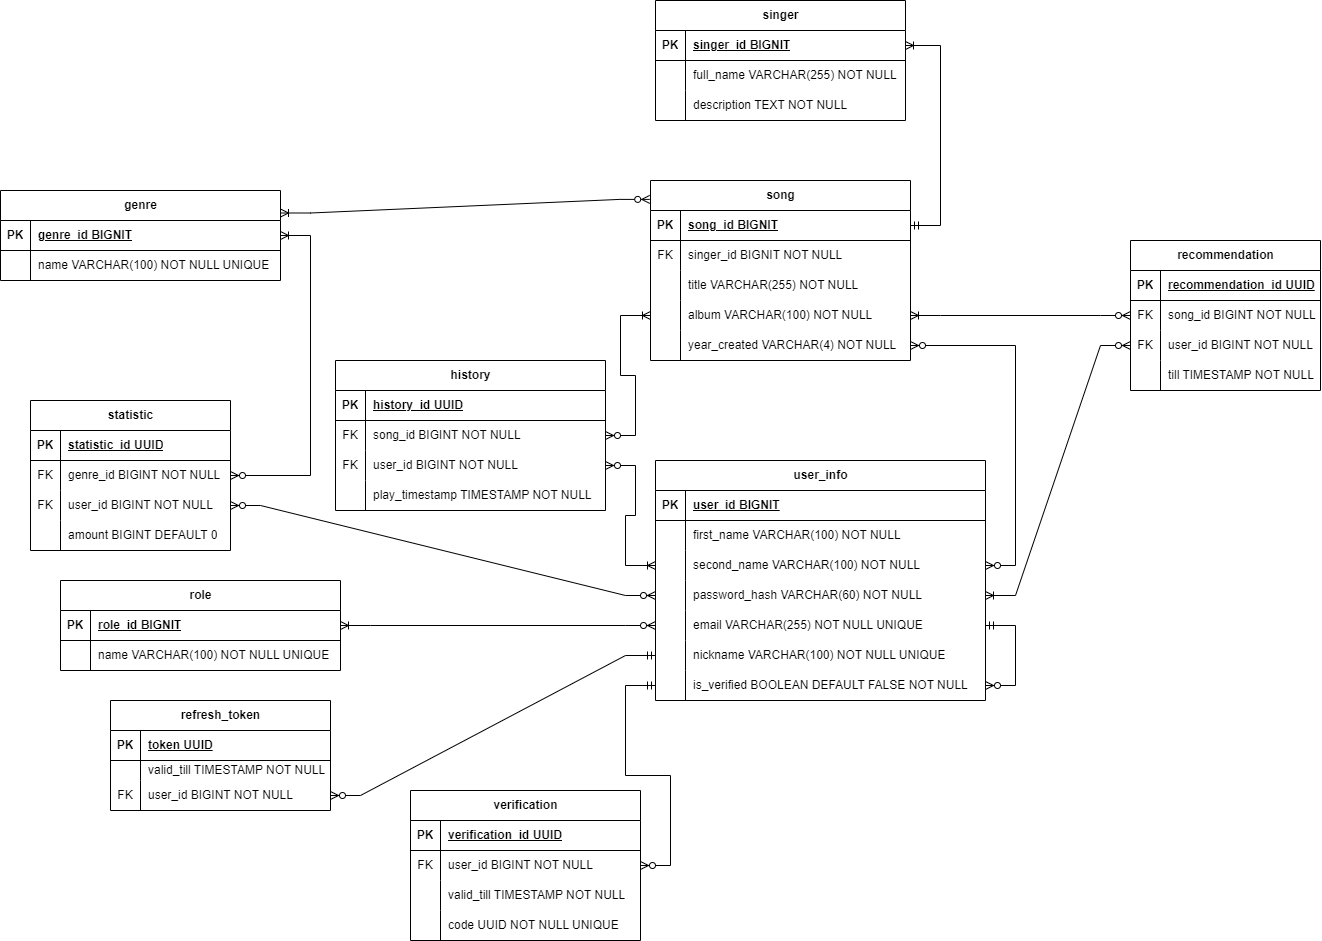 singer
PK singer_id BIGNIT
full_name VARCHAR(255) NOT NULL
description TEXT NOT NULL
genre
PK genre_id BIGNIT
name VARCHAR(100) NOT NULL UNIQUE
song
PK song_id BIGNIT
FK singer_id BIGNIT NOT NULL
title VARCHAR(255) NOT NULL
album VARCHAR(100) NOT NULL
year_created VARCHAR(4) NOT NULL
recommendation
PK recommendation_id UUID
FK song_id BIGINT NOT NULL
FK user_id BIGINT NOT NULL
till TIMESTAMP NOT NULL
history
PK history_id UUID
FK song_id BIGINT NOT NULL
FK user_id BIGINT NOT NULL
play_timestamp TIMESTAMP NOT NULL
statistic
PK statistic_id UUID
FK genre_id BIGINT NOT NULL
FK user_id BIGINT NOT NULL
amount BIGINT DEFAULT 0
user_info
PK user_id BIGNIT
first_name VARCHAR(100) NOT NULL
second_name VARCHAR(100) NOT NULL
password_hash VARCHAR(60) NOT NULL
email VARCHAR(255) NOT NULL UNIQUE
nickname VARCHAR(100) NOT NULL UNIQUE
is_verified BOOLEAN DEFAULT FALSE NOT NULL
role
PK role_id BIGNIT
name VARCHAR(100) NOT NULL UNIQUE
refresh_token
PK token UUID
valid_till TIMESTAMP NOT NULL
FK user_id BIGINT NOT NULL
verification
PK verification_id UUID
FK user_id BIGINT NOT NULL
valid_till TIMESTAMP NOT NULL
code UUID NOT NULL UNIQUE